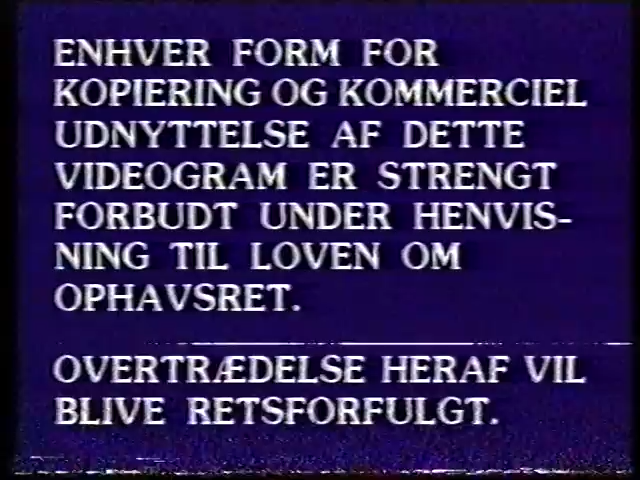 ENHVER FORM FOR
KOPIERING OG KOMMERCIEL
UDNYTTELSE AF DETTE
VIDEOGRAM ER STRENGT
FORBUDT UNDER HENVIS-
NING TIL LOVEN OM
OPHAVSRET.
OVERTRÆDELSE HERAF VIL
BLIVE RETSFORFULGT.